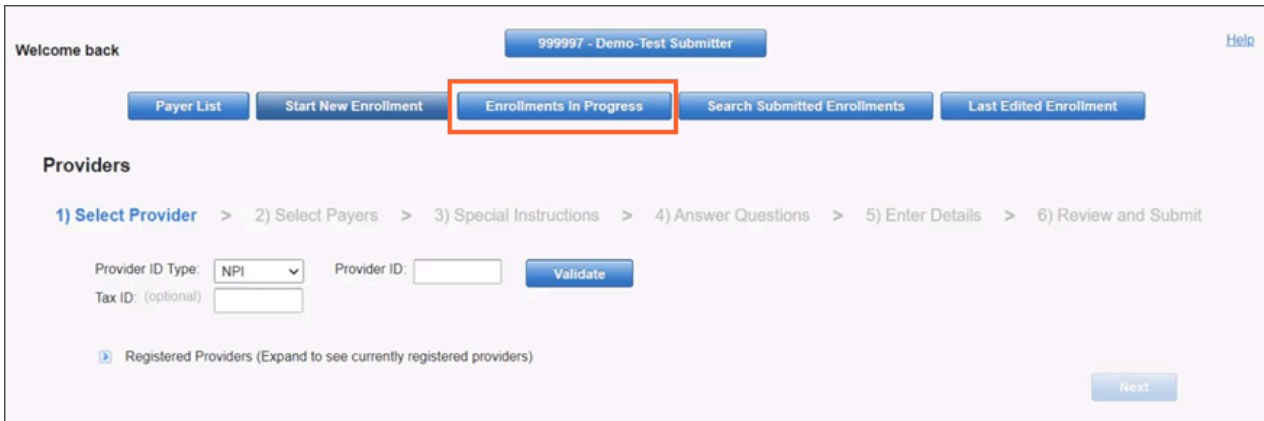 Welcome back
999997 - Demo-Test Submitter
Help
Payer List
Start New Enrollment
Enrollments In Progress
Search Submitted Enrollments
Last Edited Enrollment
Providers
1) Select Provider > 2) Select Payers > 3) Special Instructions > 4) Answer Questions > 5) Enter Details > 6) Review and Submit
Provider ID Type: NPI Provider ID: Validate
Tax ID: (optional)
Registered Providers (Expand to see currently registered providers)
Next